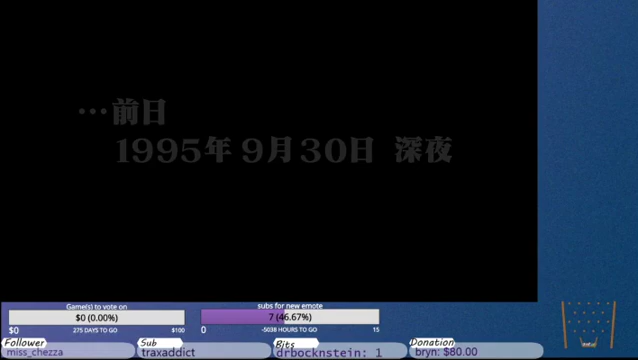 …前日
1995年 9月30日 深夜
Game(s) to vote on
$0 (0.00%)
$0
275 DAYS TO GO
$100
subs for new emote
7 (46.67%)
0
-5038 HOURS TO GO
15
Follower
miss_chezza
Sub
traxaddict
Bits
drbocknstein: 1
Donation
bryn: $80.00